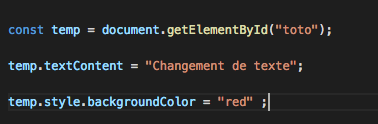 const temp = document.getElementById("toto");
temp.textContent = "Changement de texte";
temp.style.backgroundColor = "red" ;